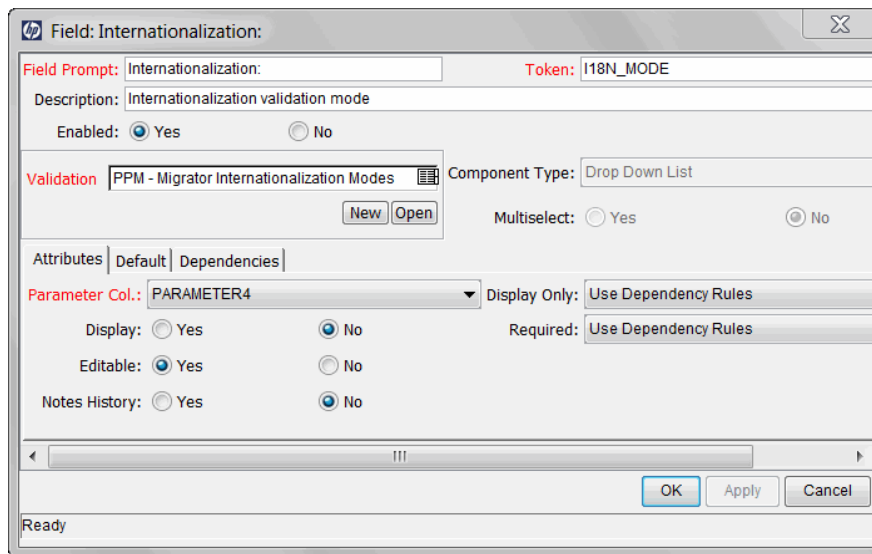 hp Field: Internationalization:
Field Prompt: Internationalization: Token: I18N_MODE
Description: Internationalization validation mode
Enabled: Yes No
Validation PPM - Migrator Internationalization Modes Component Type: Drop Down List
New Open Multiselect: Yes No
Attributes Default Dependencies
Parameter Col.: PARAMETER4 Display Only: Use Dependency Rules
Display: Yes No Required: Use Dependency Rules
Editable: Yes No
Notes History: Yes No
OK Apply Cancel
Ready